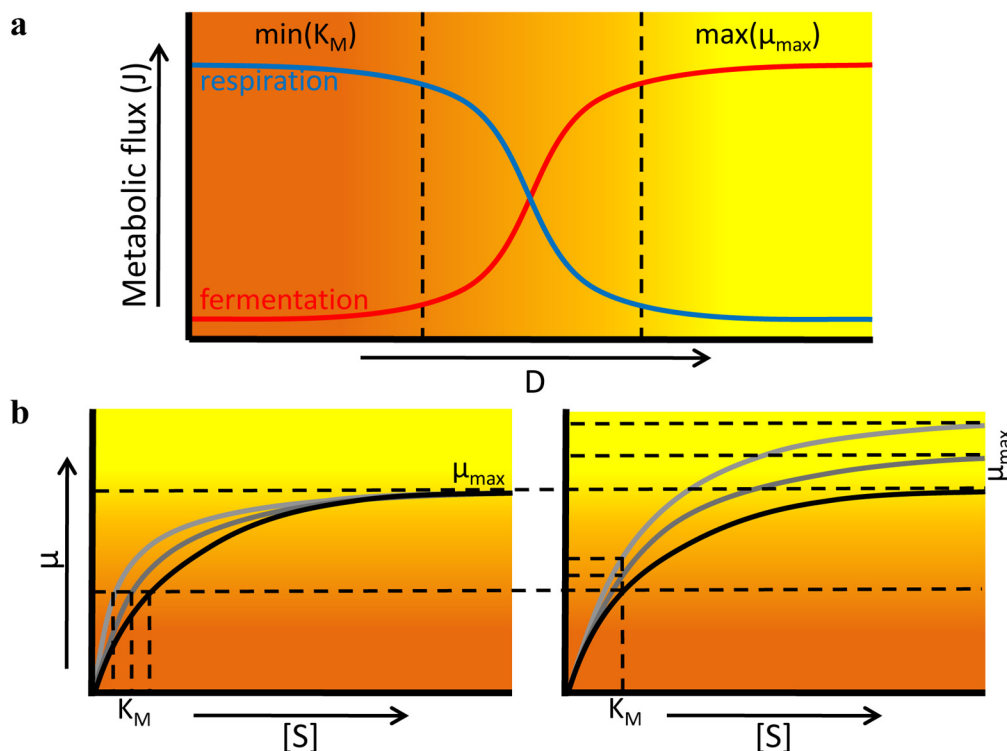 a
min(K_M)
max(μ_max)
respiration
Metabolic flux (J)
fermentation
D
b
μ
μ_max
K_M
[S]
μ_max
K_M
[S]